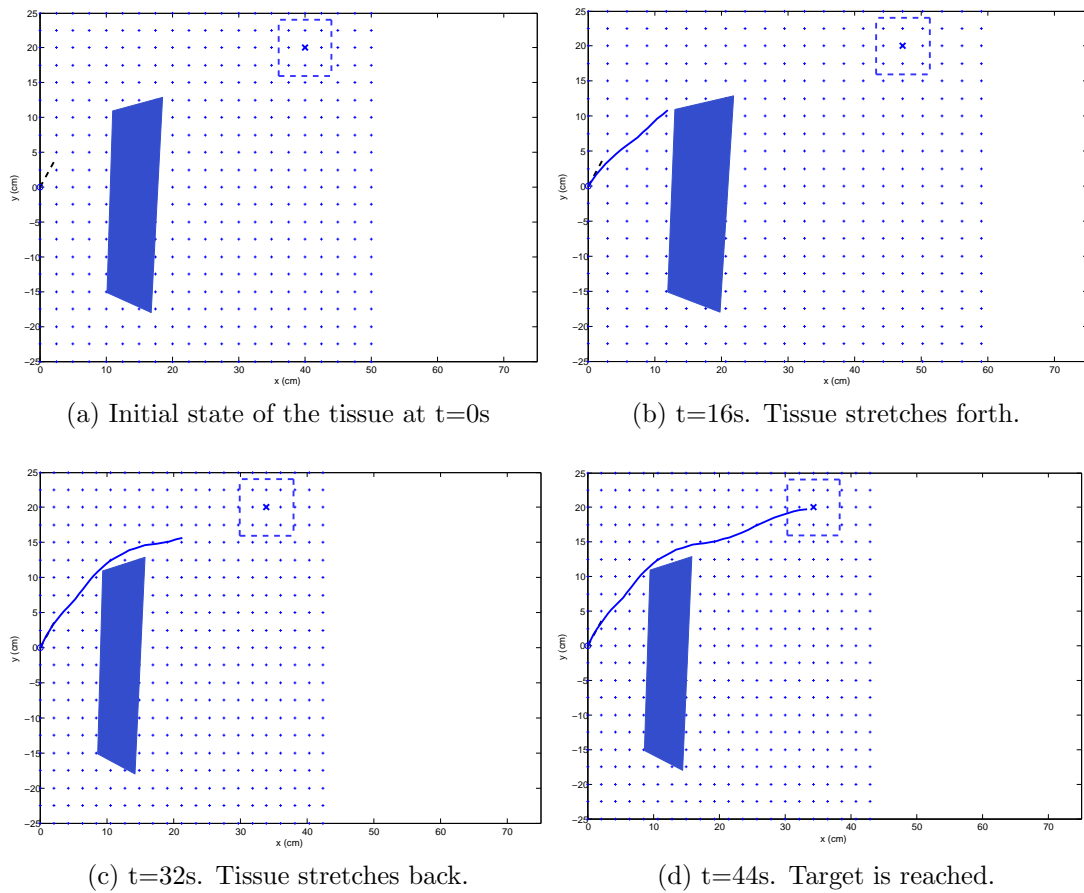 25
20
15
10
5
0
−5
−10
−15
−20
−25
y (cm)
0 10 20 30 40 50 60 70
x (cm)
(a) Initial state of the tissue at t=0s
25
20
15
10
5
0
−5
−10
−15
−20
−25
y (cm)
0 10 20 30 40 50 60 70
x (cm)
(b) t=16s. Tissue stretches forth.
25
20
15
10
5
0
−5
−10
−15
−20
−25
y (cm)
0 10 20 30 40 50 60 70
x (cm)
(c) t=32s. Tissue stretches back.
25
20
15
10
5
0
−5
−10
−15
−20
−25
y (cm)
0 10 20 30 40 50 60 70
x (cm)
(d) t=44s. Target is reached.